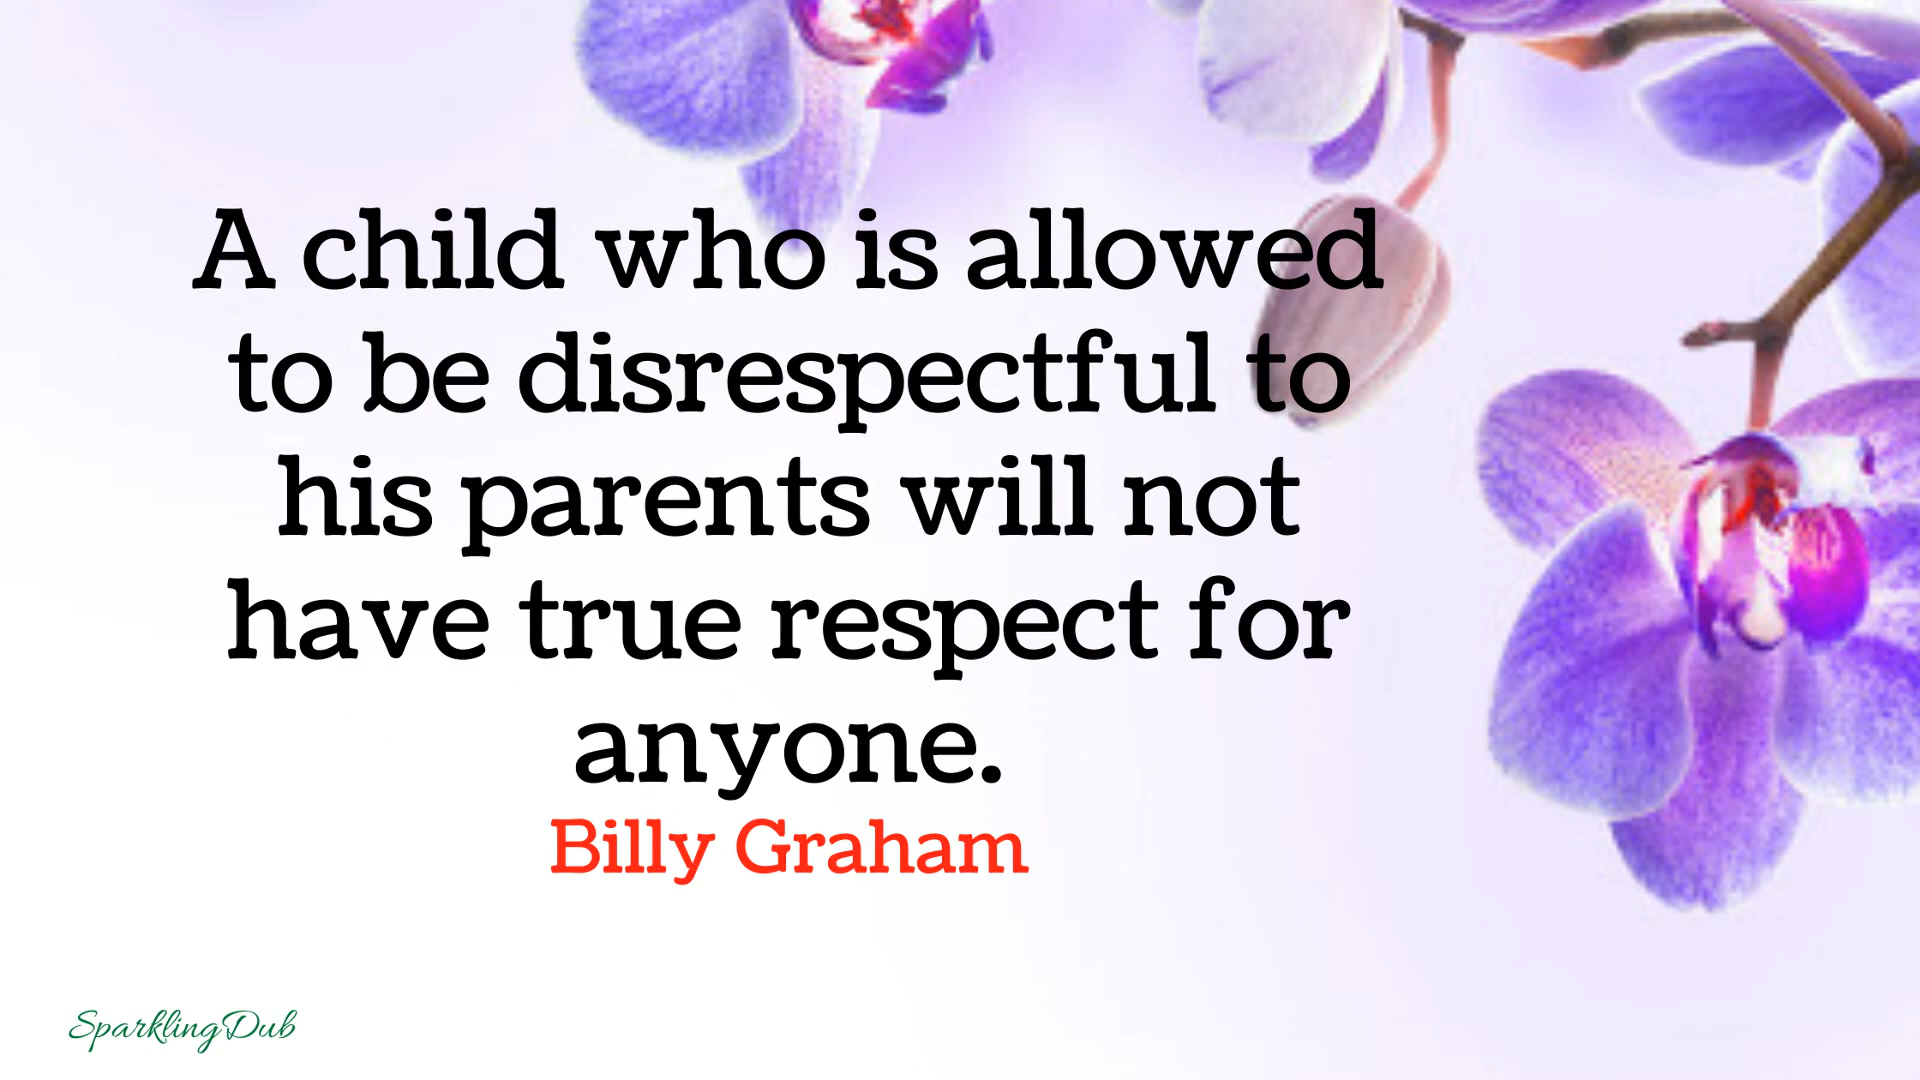 A child who is allowed
to be disrespectful to
his parents will not
have true respect for
anyone.
Billy Graham
SparklingDub